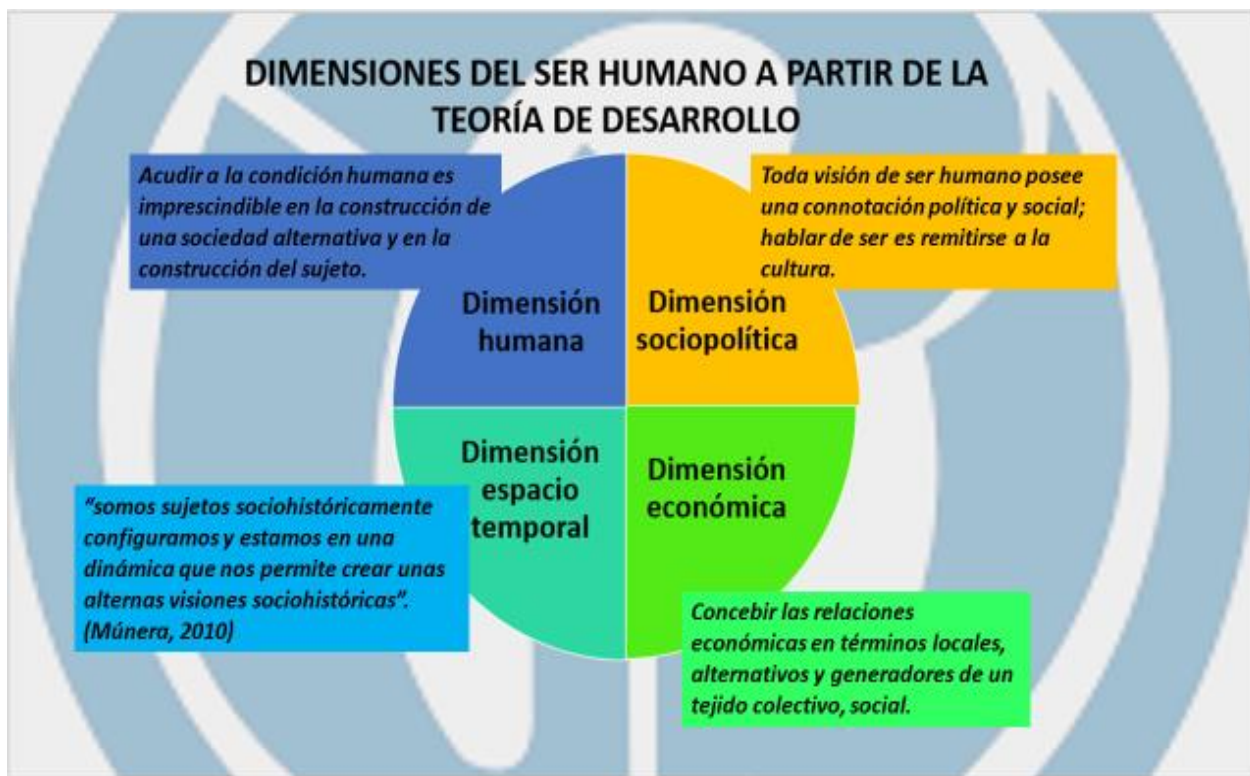 DIMENSIONES DEL SER HUMANO A PARTIR DE LA
TEORÍA DE DESARROLLO
Acudir a la condición humana es
imprescindible en la construcción de
una sociedad alternativa y en la
construcción del sujeto.
Toda visión de ser humano posee
una connotación política y social;
hablar de ser es remitirse a la
cultura.
Dimensión
humana
Dimensión
sociopolítica
Dimensión
espacio
temporal
Dimensión
económica
"somos sujetos sociohistóricamente
configuramos y estamos en una
dinámica que nos permite crear unas
alternas visiones sociohistóricas".
(Múnera, 2010)
Concebir las relaciones
económicas en términos locales,
alternativos y generadores de un
tejido colectivo, social.